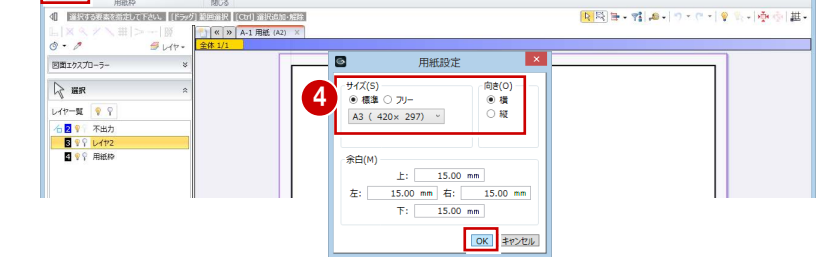 用紙枠 閉じる
選択する要素を指定して下さい。 [ドラッグ] 範囲選択 [Ctrl] 選択追加・解除
レイヤ
« » A-1 用紙 (A2) ×
全体 1/1
図面エクスプローラー
選択
レイヤ一覧
2 不出力
3 レイヤ2
4 用紙枠
用紙設定
4
サイズ(S) 向き(O)
標準 フリー 横
A3 ( 420× 297) 縦
余白(M)
上: 15.00 mm
左: 15.00 mm 右: 15.00 mm
下: 15.00 mm
OK キャンセル